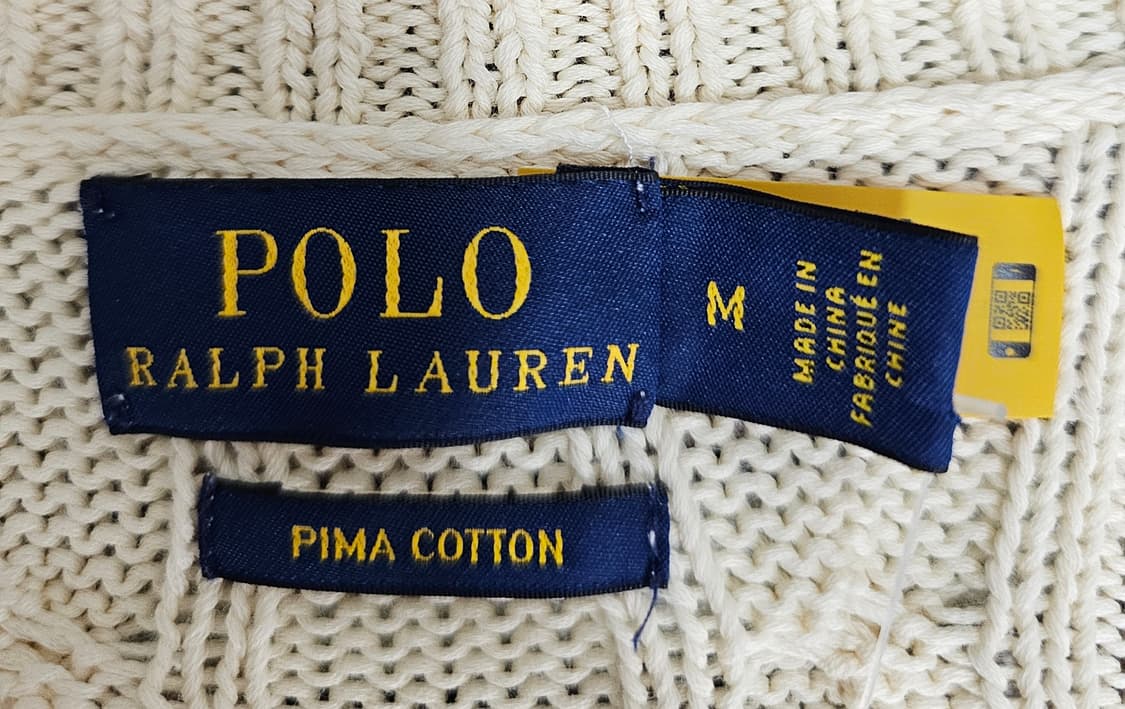 POLO
RALPH LAUREN
M
MADE IN
CHINA
FABRIQUÉ EN
CHINE
PIMA COTTON